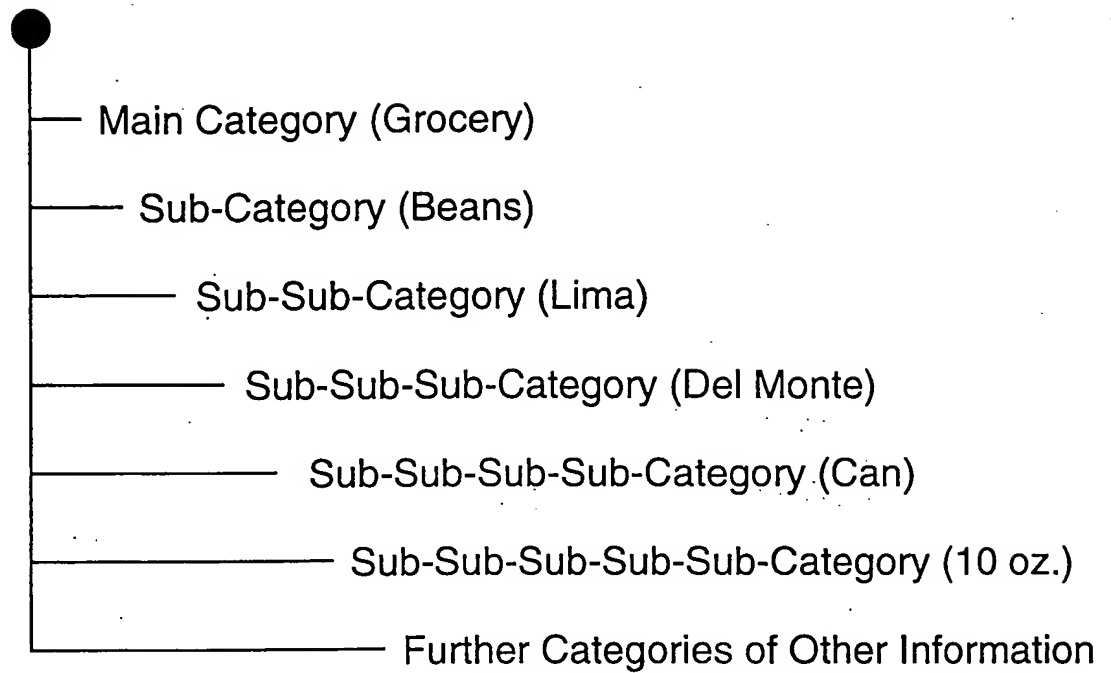 Main Category (Grocery)
Sub-Category (Beans)
Sub-Sub-Category (Lima)
Sub-Sub-Sub-Category (Del Monte)
Sub-Sub-Sub-Sub-Category (Can)
Sub-Sub-Sub-Sub-Sub-Category (10 oz.)
Further Categories of Other Information